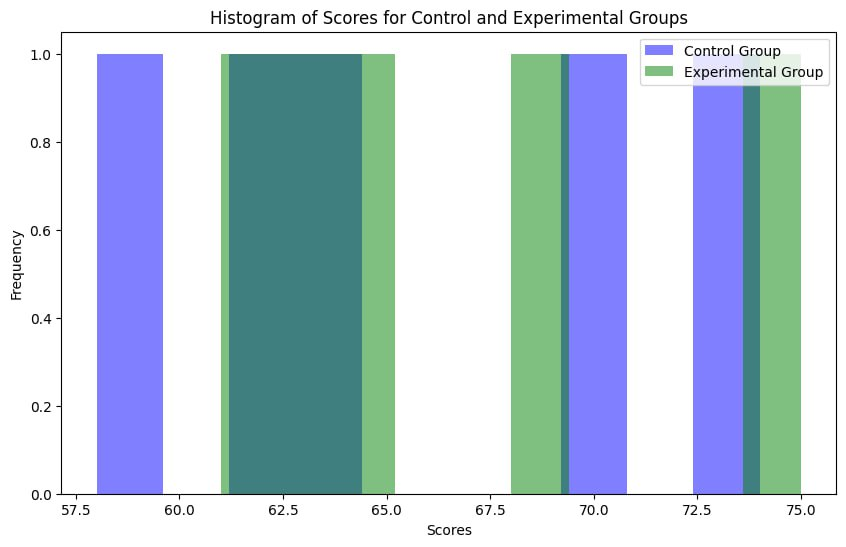 Histogram of Scores for Control and Experimental Groups
Control Group
Experimental Group
1.0
0.8
0.6
0.4
0.2
0.0
Frequency
57.5 60.0 62.5 65.0 67.5 70.0 72.5 75.0
Scores